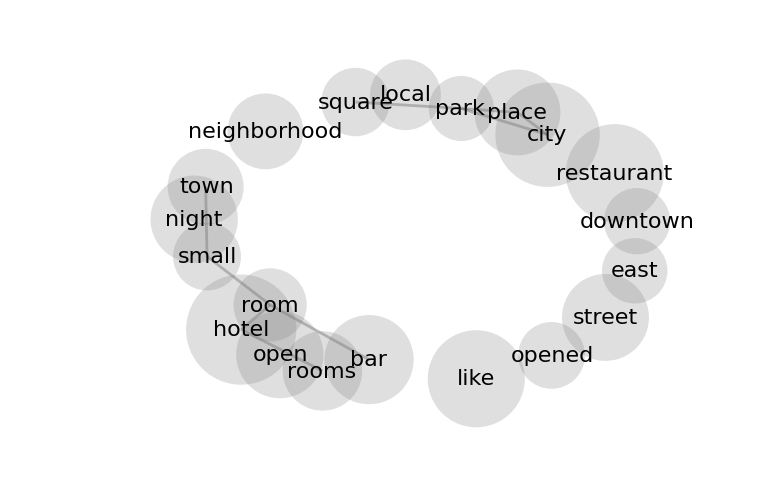 local
square
park
place
neighborhood
city
restaurant
town
night
downtown
small
east
room
street
hotel
open
opened
bar
rooms
like